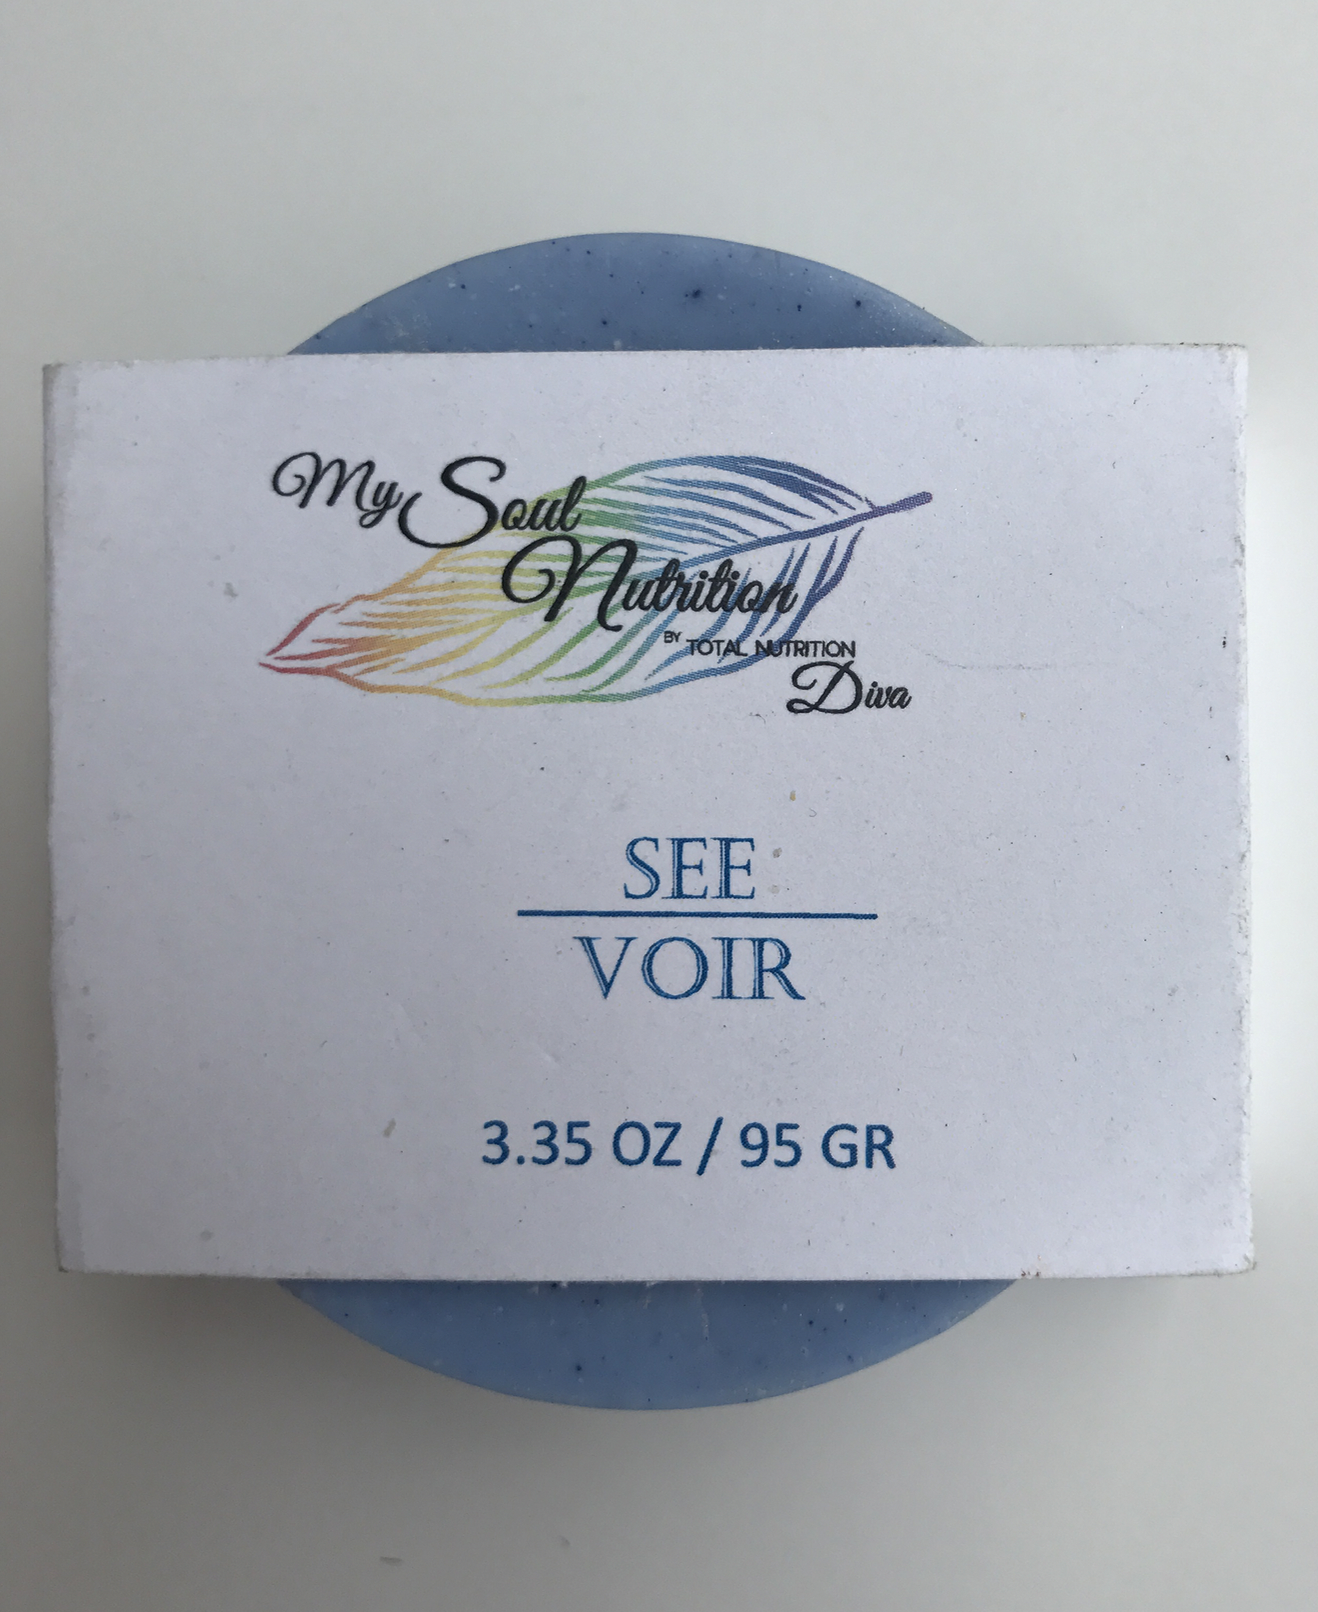 My Soul
Nutrition
BY TOTAL NUTRITION
Diva
SEE
VOIR
3.35 OZ / 95 GR